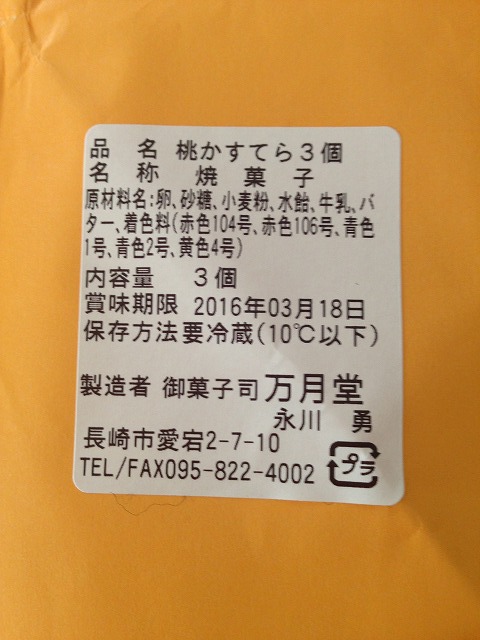 品 名 桃かすてら3個
名 称 焼 菓 子
原材料名:卵、砂糖、小麦粉、水飴、牛乳、バ
ター、着色料(赤色104号、赤色106号、青色
1号、青色2号、黄色4号)
内容量 3個
賞味期限 2016年03月18日
保存方法要冷蔵(10℃以下)
製造者 御菓子司 万月堂
永川 勇
長崎市愛宕2-7-10
TEL/FAX095-822-4002
プラ